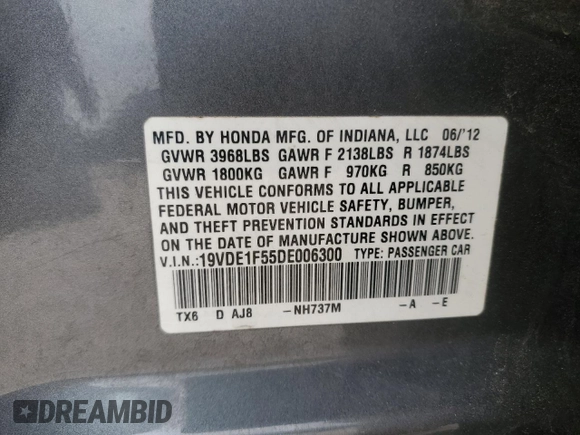 MFD. BY HONDA MFG. OF INDIANA, LLC 06/'12
GVWR 3968LBS GAWR F 2138LBS R 1874LBS
GVWR 1800KG GAWR F 970KG R 850KG
THIS VEHICLE CONFORMS TO ALL APPLICABLE
FEDERAL MOTOR VEHICLE SAFETY, BUMPER,
AND THEFT PREVENTION STANDARDS IN EFFECT
ON THE DATE OF MANUFACTURE SHOWN ABOVE.
V.I.N.:19VDE1F55DE006300 TYPE: PASSENGER CAR
TX6 D AJ8 -NH737M -A -E
DREAMBID